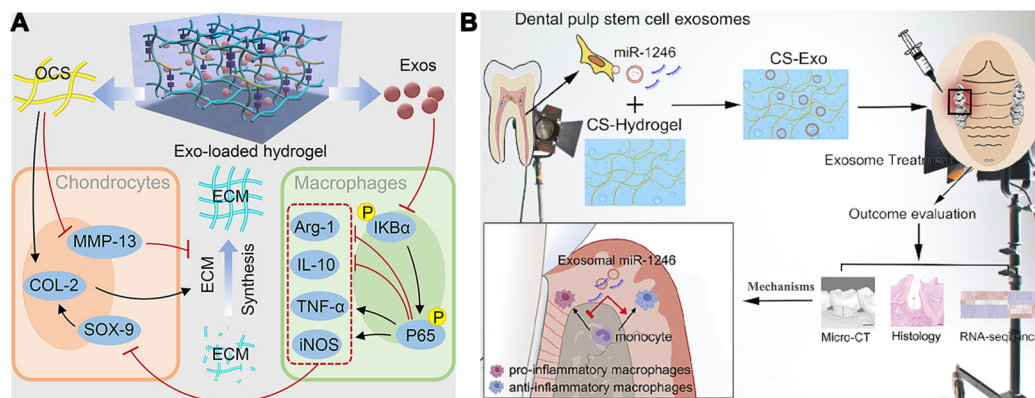 A
OCS
Exos
Exo-loaded hydrogel
Chondrocytes
ECM
Macrophages
MMP-13
COL-2
SOX-9
ECM
Synthesis
ECM
Arg-1
IL-10
TNF-α
iNOS
P
IKBα
P
P65
B
Dental pulp stem cell exosomes
miR-1246
+
CS-Hydrogel
CS-Exo
Exosome Treatment
Outcome evaluation
Mechanisms
Micro-CT
Histology
RNA-sequence
Exosomal miR-1246
monocyte
pro-inflammatory macrophages
anti-inflammatory macrophages